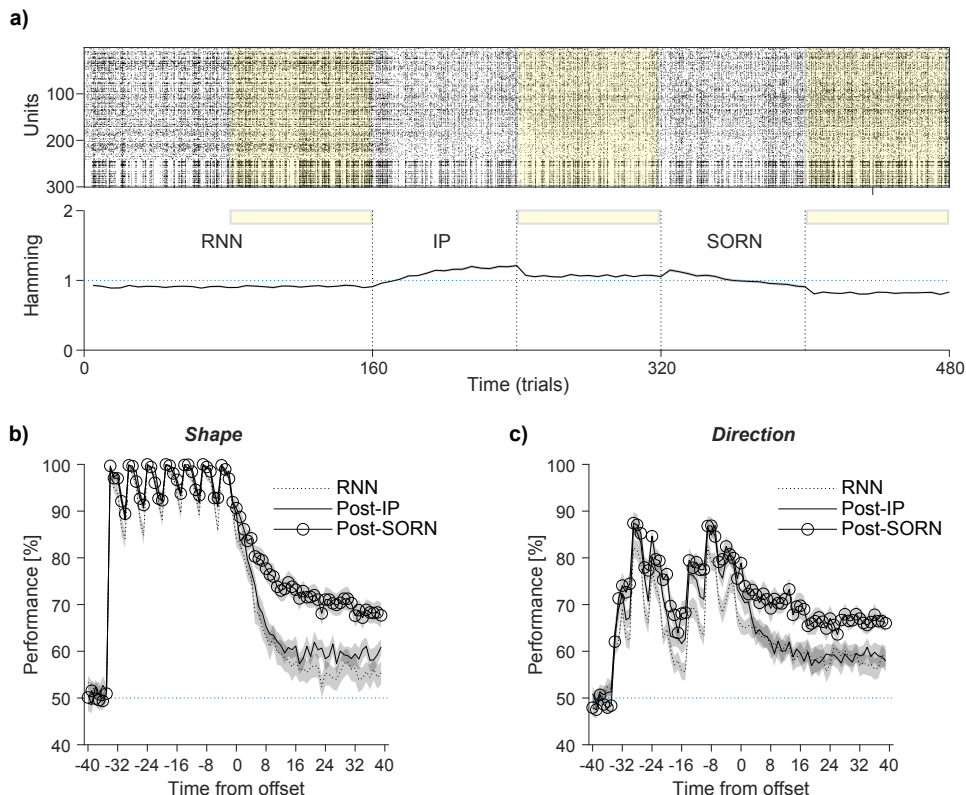 a)
Units
100
200
300
2
1
0
Hamming
RNN
IP
SORN
0
160
320
480
Time (trials)
b)
Shape
100
90
80
70
60
50
40
Performance [%]
RNN
Post-IP
Post-SORN
-40 -32 -24 -16 -8 0 8 16 24 32 40
Time from offset
c)
Direction
100
90
80
70
60
50
40
Performance [%]
RNN
Post-IP
Post-SORN
-40 -32 -24 -16 -8 0 8 16 24 32 40
Time from offset